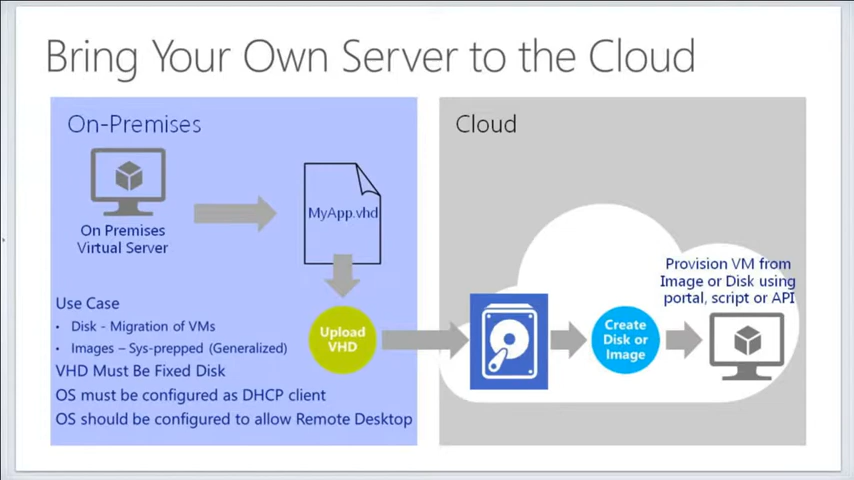 Bring Your Own Server to the Cloud
On-Premises
On Premises
Virtual Server
MyApp.vhd
Use Case
• Disk - Migration of VMs
• Images – Sys-prepped (Generalized)
VHD Must Be Fixed Disk
OS must be configured as DHCP client
OS should be configured to allow Remote Desktop
Upload
VHD
Cloud
Create
Disk or
Image
Provision VM from
Image or Disk using
portal, script or API